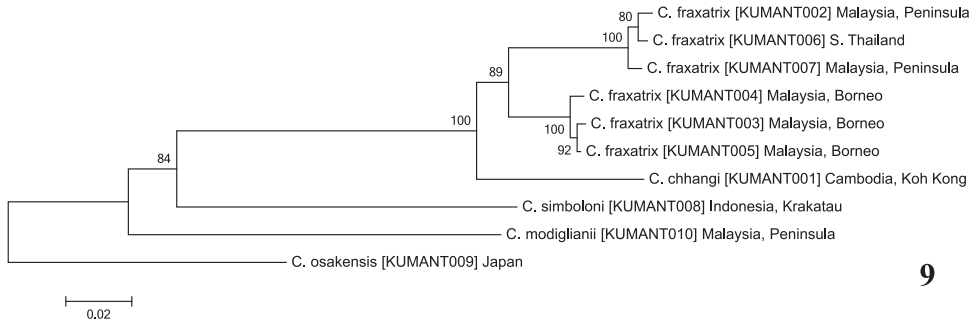 80
C. fraxatrix [KUMANT002] Malaysia, Peninsula
100
C. fraxatrix [KUMANT006] S. Thailand
C. fraxatrix [KUMANT007] Malaysia, Peninsula
89
C. fraxatrix [KUMANT004] Malaysia, Borneo
100
C. fraxatrix [KUMANT003] Malaysia, Borneo
100
92
C. fraxatrix [KUMANT005] Malaysia, Borneo
C. chhangi [KUMANT001] Cambodia, Koh Kong
84
C. simboloni [KUMANT008] Indonesia, Krakatau
C. modiglianii [KUMANT010] Malaysia, Peninsula
C. osakensis [KUMANT009] Japan
9
0.02